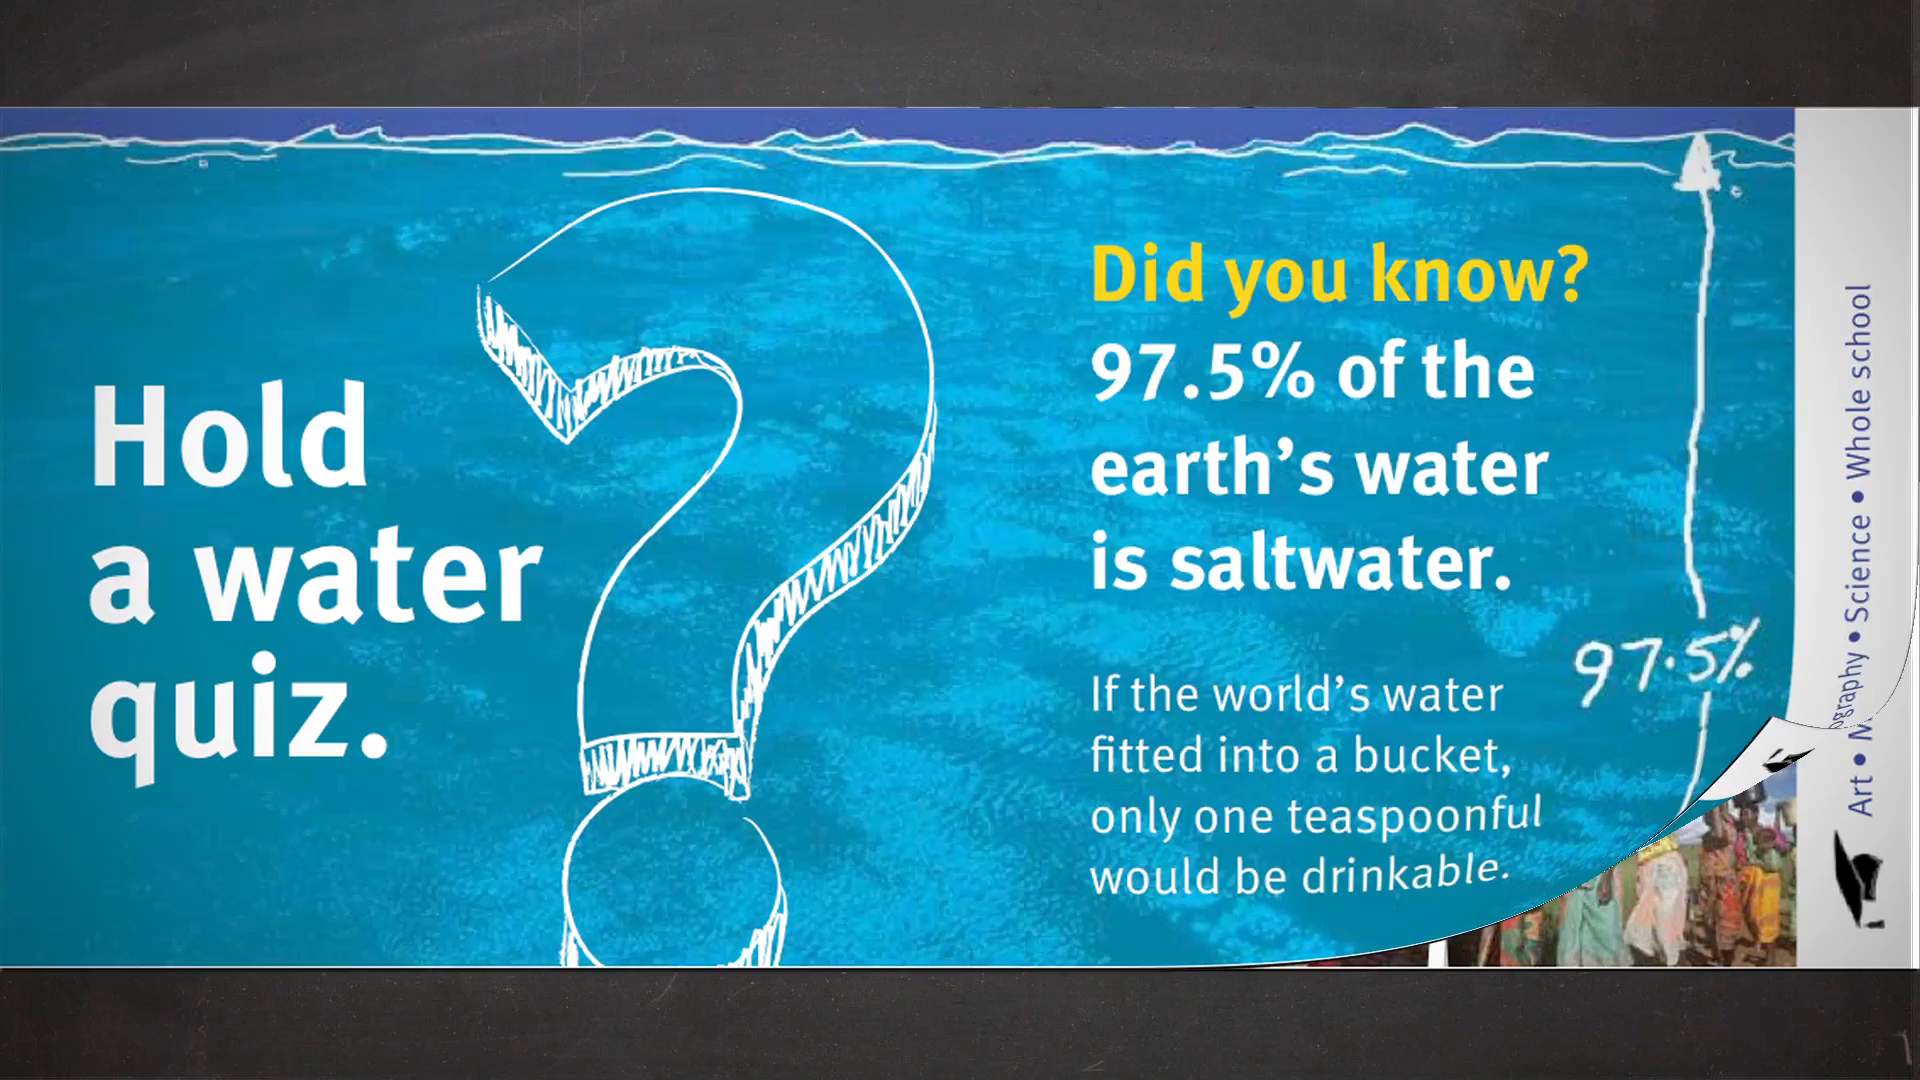 Hold
a water
quiz.
Did you know?
97.5% of the
earth's water
is saltwater.
If the world's water
fitted into a bucket,
only one teaspoonful
would be drinkable.
97.5%
Art • • Science • Whole school